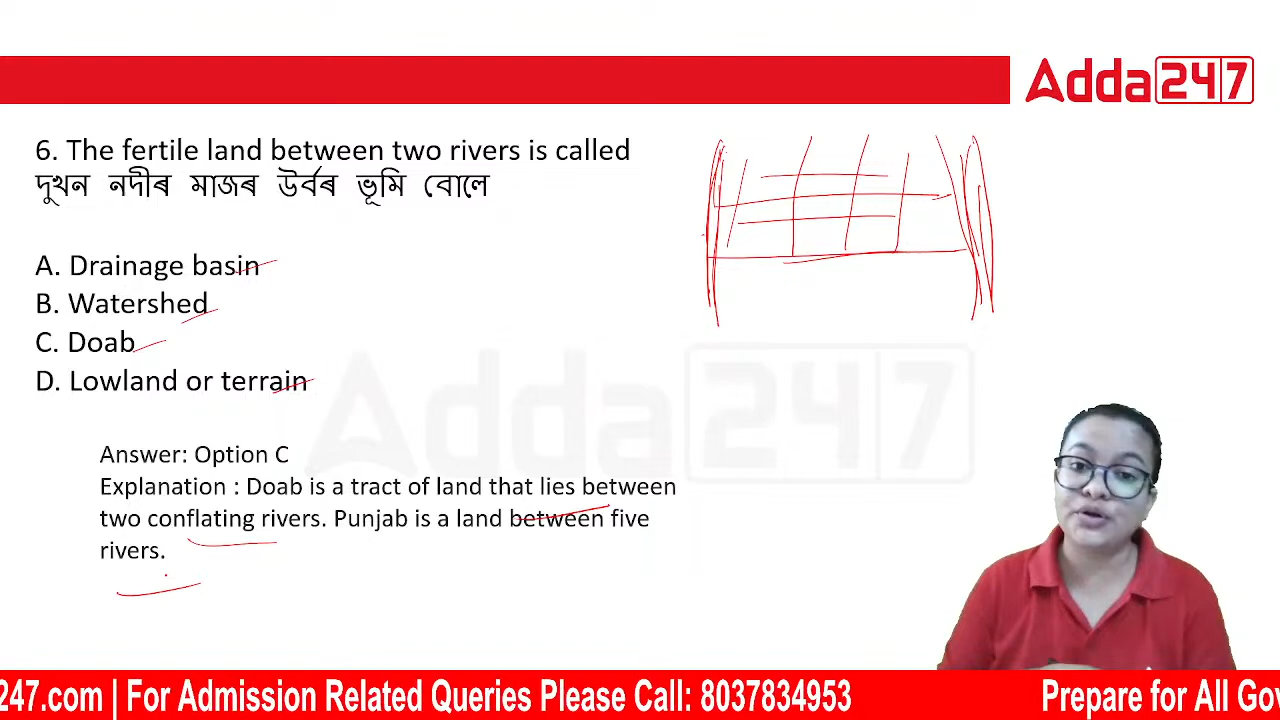 Adda247
6. The fertile land between two rivers is called
দুখন নদীৰ মাজৰ উৰ্বৰ ভূমি বোলে
A. Drainage basin
B. Watershed
C. Doab
D. Lowland or terrain
Adda247
Answer: Option C
Explanation : Doab is a tract of land that lies between
two conflating rivers. Punjab is a land between five
rivers.
247.com | For Admission Related Queries Please Call: 8037834953
Prepare for All Gov